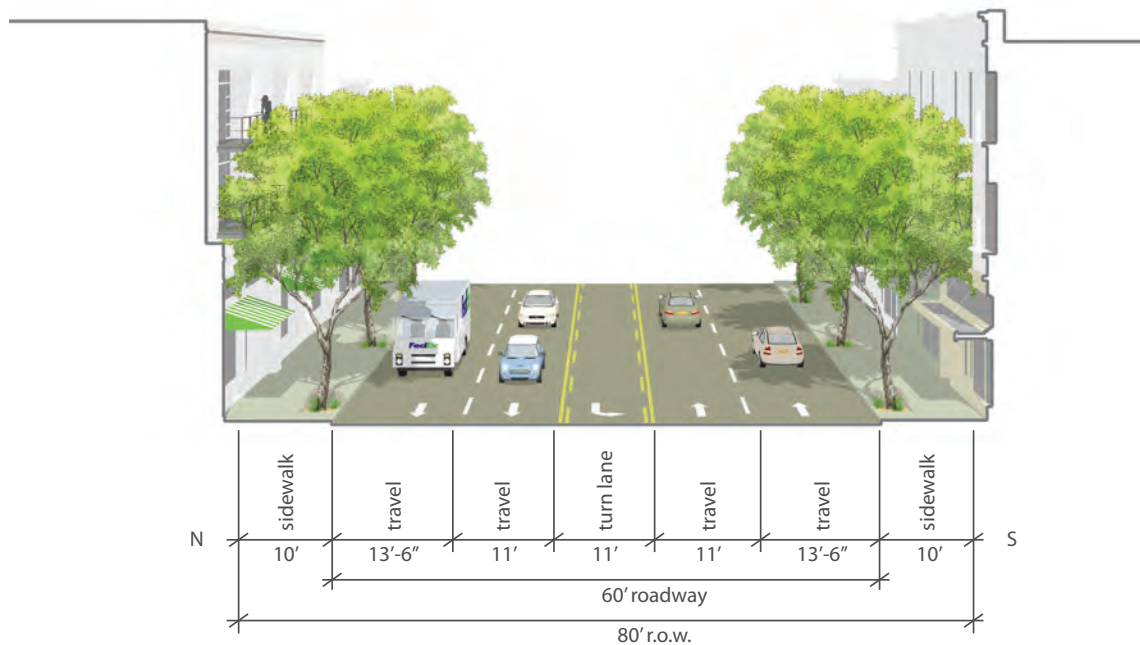 FedEx
sidewalk
travel
travel
turn lane
travel
travel
sidewalk
N
S
10’
13’-6”
11’
11’
11’
13’-6”
10’
60’ roadway
80’ r.o.w.